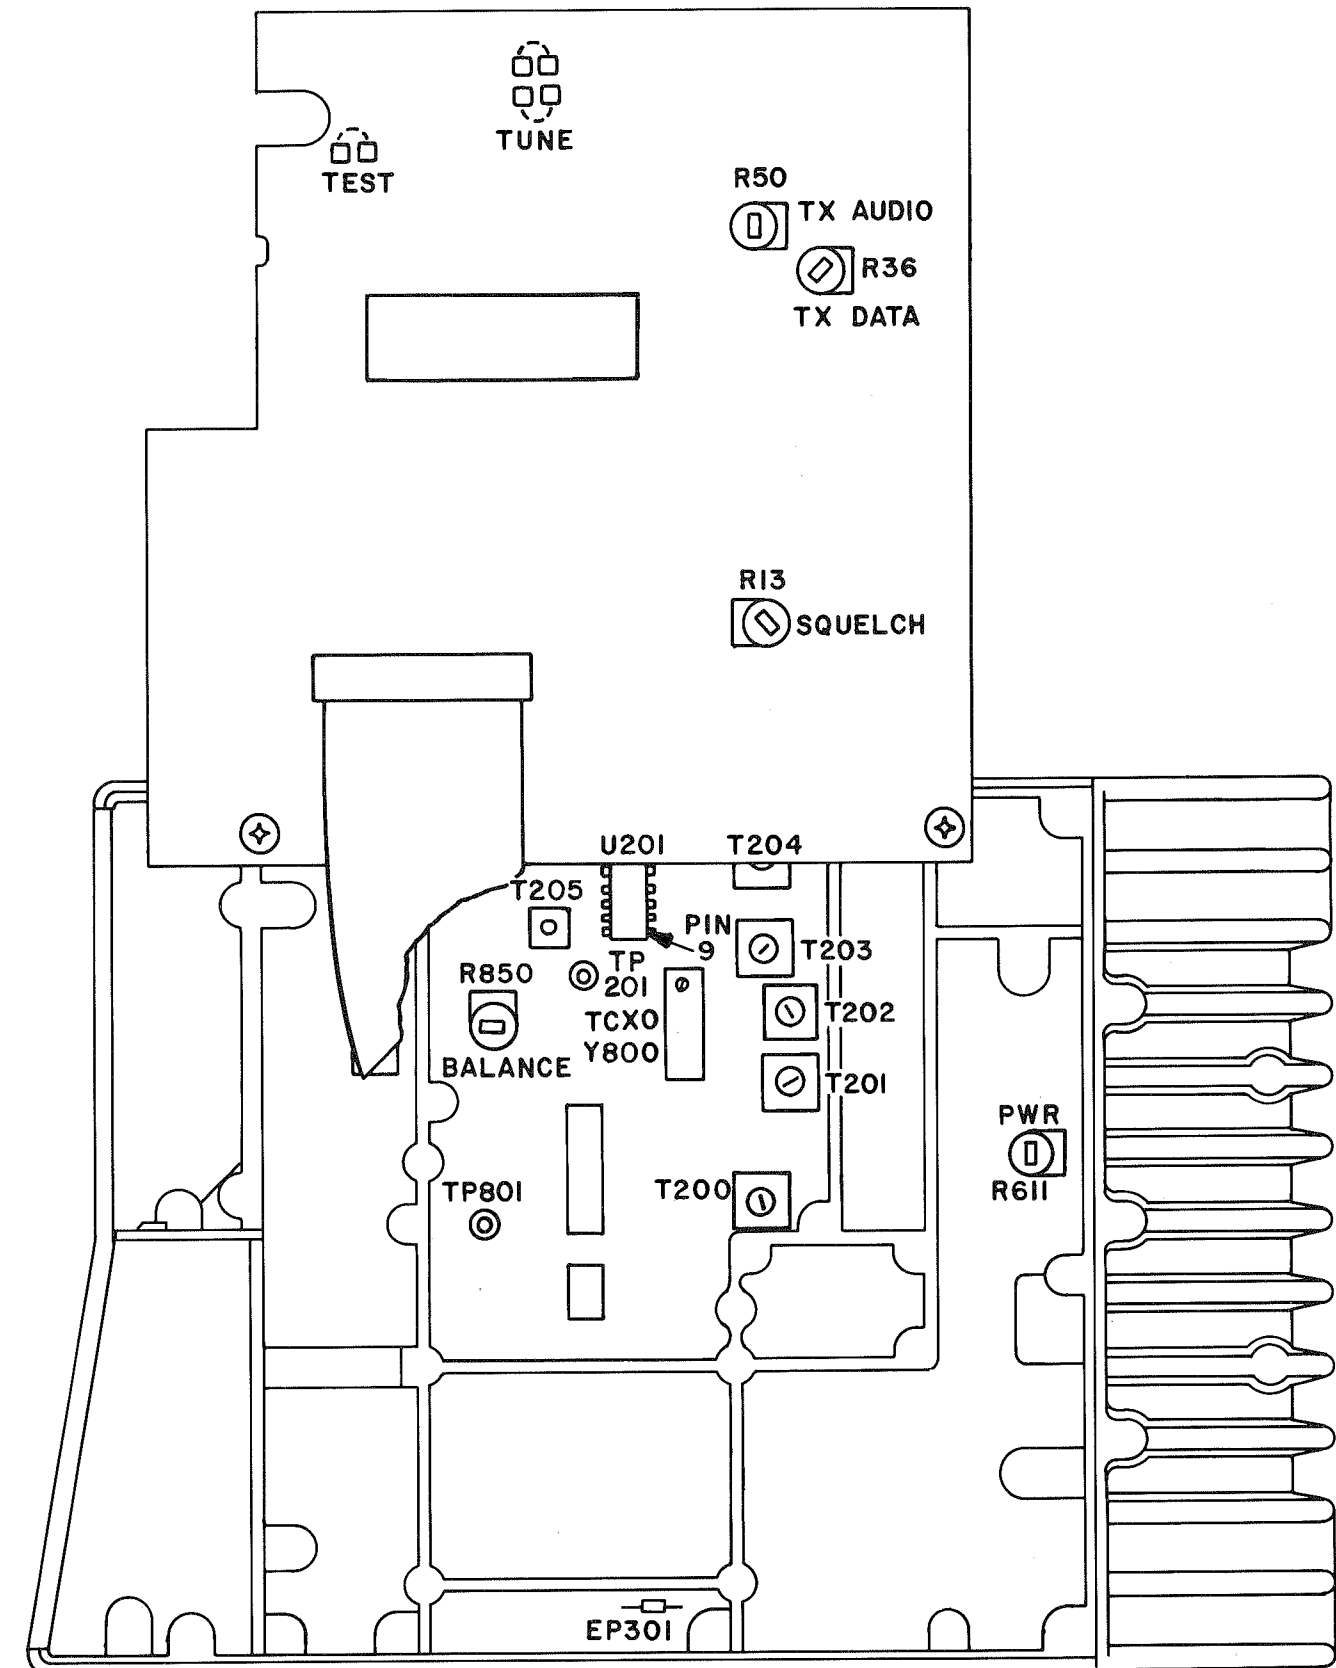 TUNE
TEST
R50
TX AUDIO
R36
TX DATA
R13
SQUELCH
U201
T204
T205
PIN
9
T203
TP
201
R850
TCXO
Y800
T202
BALANCE
T201
PWR
R611
T200
TP801
EP301